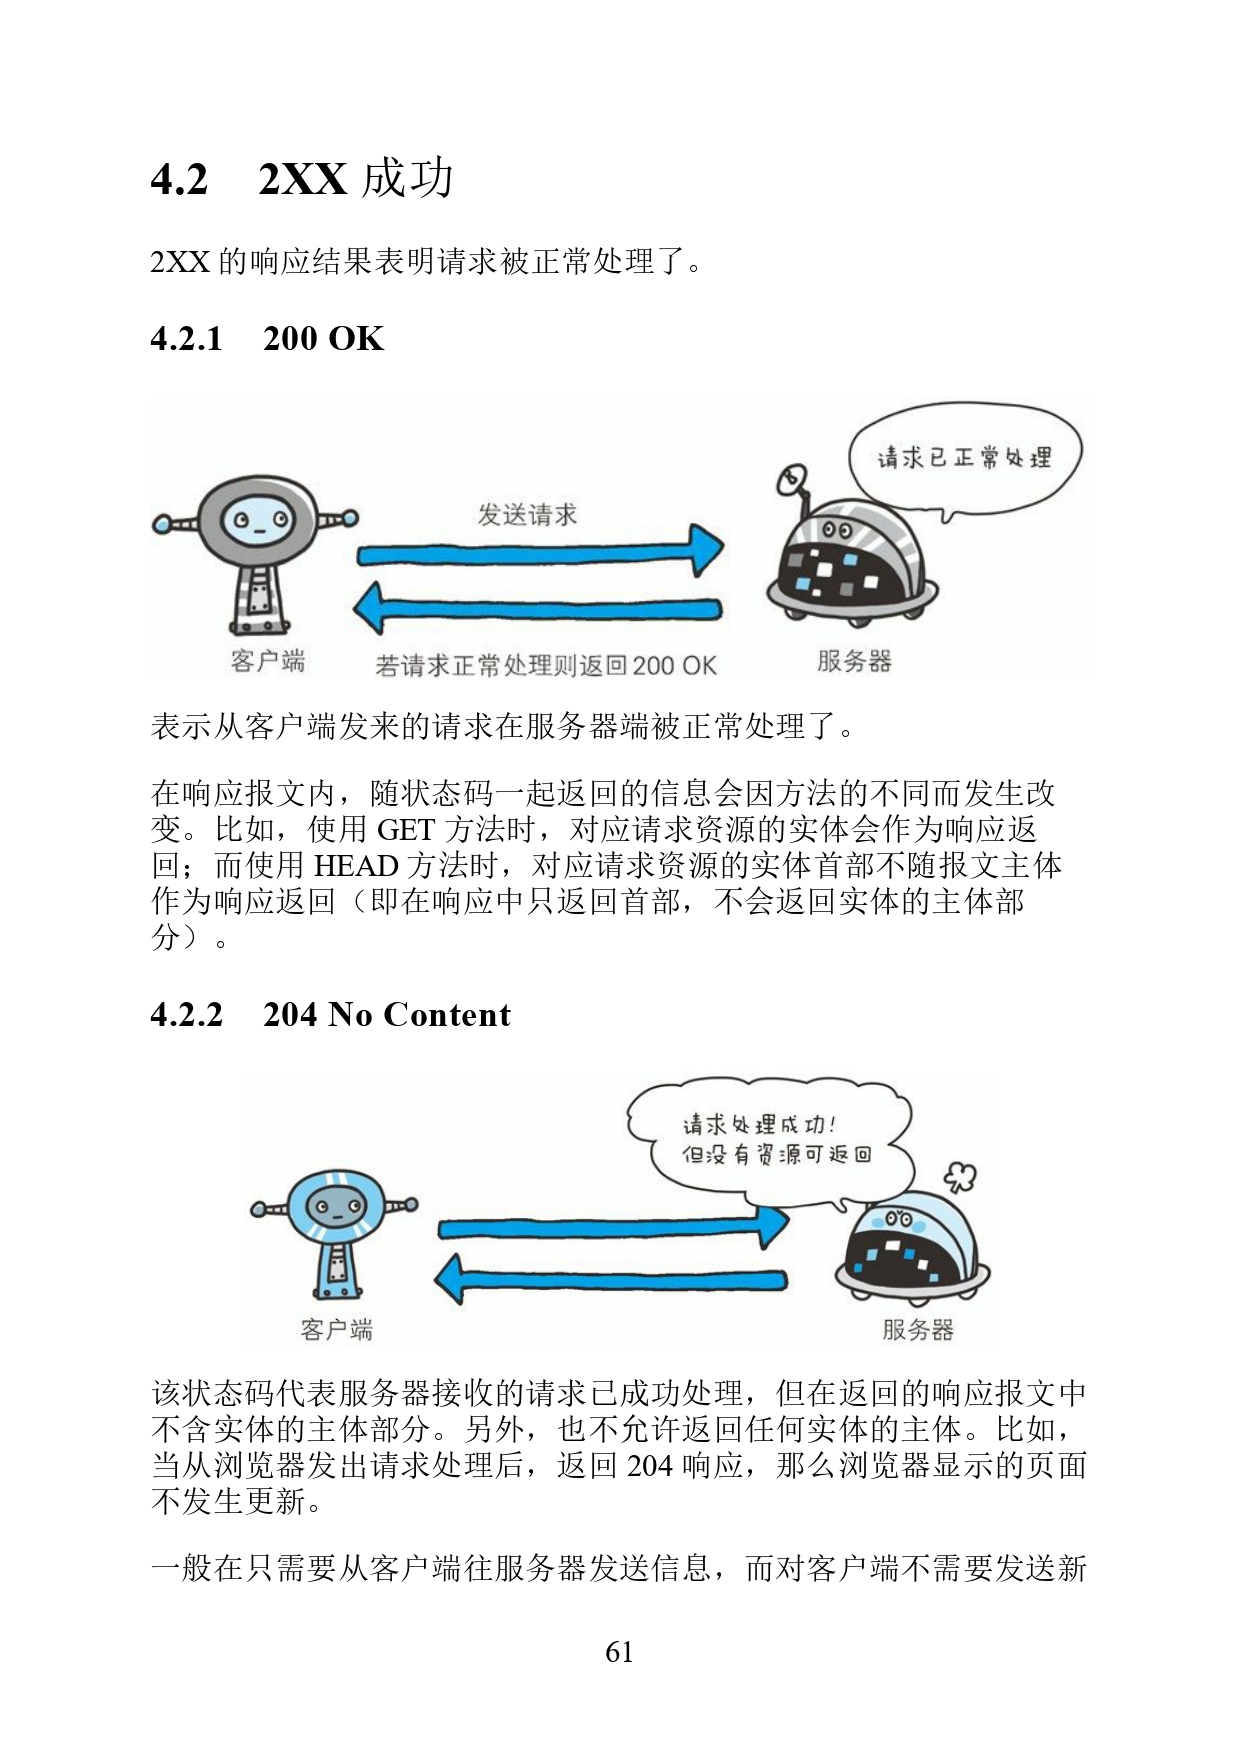 4.2 2XX 成功
2XX 的响应结果表明请求被正常处理了。
4.2.1 200 OK
请求已正常处理
发送请求
客户端
若请求正常处理则返回200 OK
服务器
表示从客户端发来的请求在服务器端被正常处理了。
在响应报文内，随状态码一起返回的信息会因方法的不同而发生改
变。比如，使用 GET 方法时，对应请求资源的实体会作为响应返
回；而使用 HEAD 方法时，对应请求资源的实体首部不随报文主体
作为响应返回（即在响应中只返回首部，不会返回实体的主体部
分）。
4.2.2 204 No Content
请求处理成功!
但没有资源可返回
客户端
服务器
该状态码代表服务器接收的请求已成功处理，但在返回的响应报文中
不含实体的主体部分。另外，也不允许返回任何实体的主体。比如，
当从浏览器发出请求处理后，返回 204 响应，那么浏览器显示的页面
不发生更新。
一般在只需要从客户端往服务器发送信息，而对客户端不需要发送新
61